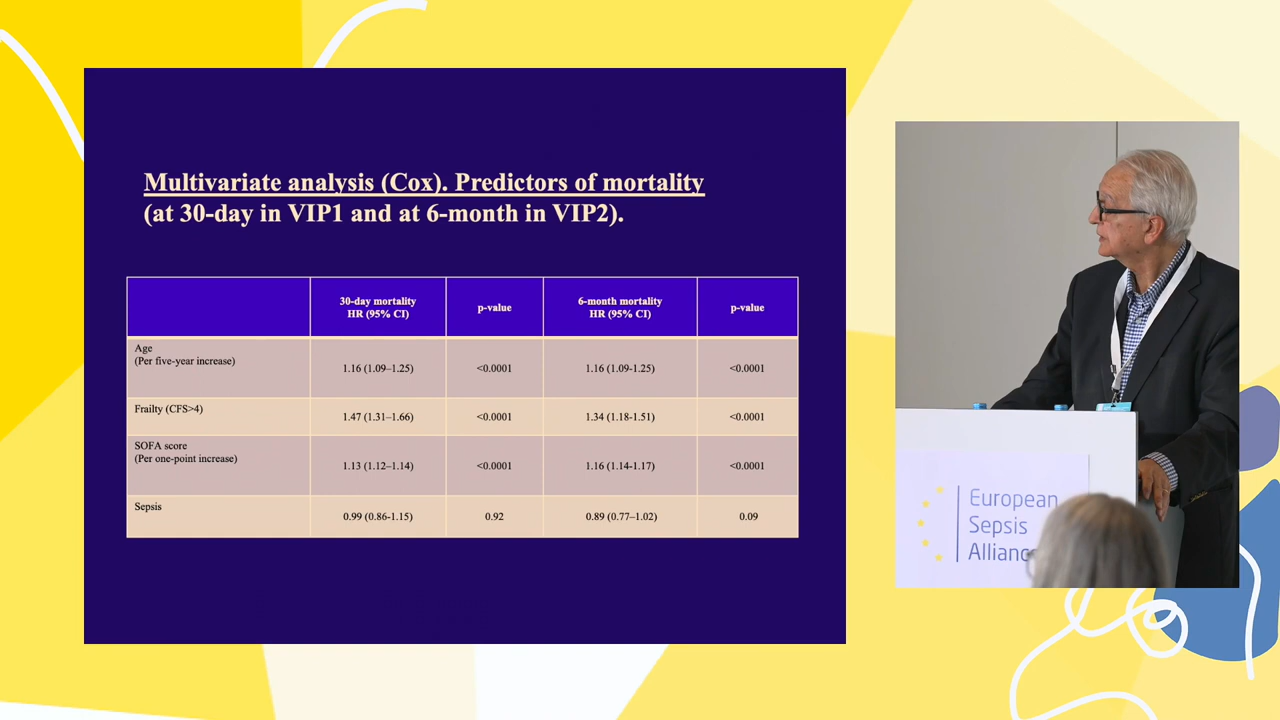 Multivariate analysis (Cox). Predictors of mortality
(at 30-day in VIP1 and at 6-month in VIP2).
30-day mortality
HR (95% CI)
p-value
6-month mortality
HR (95% CI)
p-value
Age
(Per five-year increase)
1.16 (1.09–1.25)
<0.0001
1.16 (1.09-1.25)
<0.0001
Frailty (CFS>4)
1.47 (1.31–1.66)
<0.0001
1.34 (1.18-1.51)
<0.0001
SOFA score
(Per one-point increase)
1.13 (1.12–1.14)
<0.0001
1.16 (1.14-1.17)
<0.0001
Sepsis
0.99 (0.86-1.15)
0.92
0.89 (0.77–1.02)
0.09
European
Sepsis
Allianc